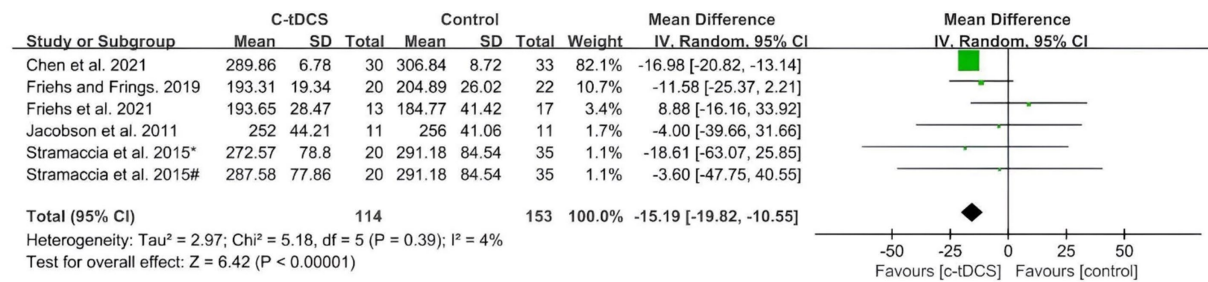 C-tDCS Control Mean Difference Mean Difference
Study or Subgroup Mean SD Total Mean SD Total Weight IV, Random, 95% CI IV, Random, 95% CI
Chen et al. 2021 289.86 6.78 30 306.84 8.72 33 82.1% -16.98 [-20.82, -13.14]
Friehs and Frings. 2019 193.31 19.34 20 204.89 26.02 22 10.7% -11.58 [-25.37, 2.21]
Friehs et al. 2021 193.65 28.47 13 184.77 41.42 17 3.4% 8.88 [-16.16, 33.92]
Jacobson et al. 2011 252 44.21 11 256 41.06 11 1.7% -4.00 [-39.66, 31.66]
Stramaccia et al. 2015* 272.57 78.8 20 291.18 84.54 35 1.1% -18.61 [-63.07, 25.85]
Stramaccia et al. 2015# 287.58 77.86 20 291.18 84.54 35 1.1% -3.60 [-47.75, 40.55]
Total (95% CI) 114 153 100.0% -15.19 [-19.82, -10.55]
Heterogeneity: Tau² = 2.97; Chi² = 5.18, df = 5 (P = 0.39); I² = 4%
Test for overall effect: Z = 6.42 (P < 0.00001)
-50 -25 0 25 50
Favours [c-tDCS] Favours [control]